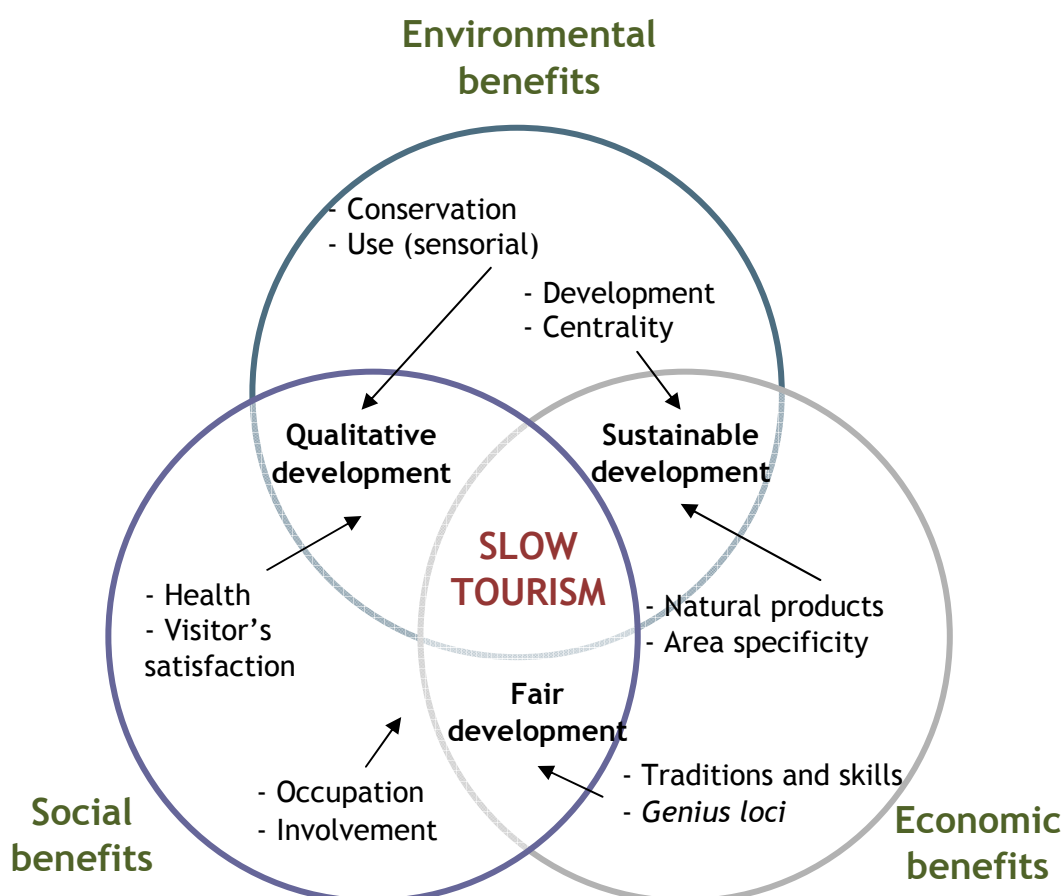 Environmental
benefits
- Conservation
- Use (sensorial)
- Development
- Centrality
Qualitative
development
Sustainable
development
SLOW
TOURISM
- Health
- Visitor’s
satisfaction
- Natural products
- Area specificity
Fair
development
- Occupation
- Involvement
- Traditions and skills
- Genius loci
Social
benefits
Economic
benefits